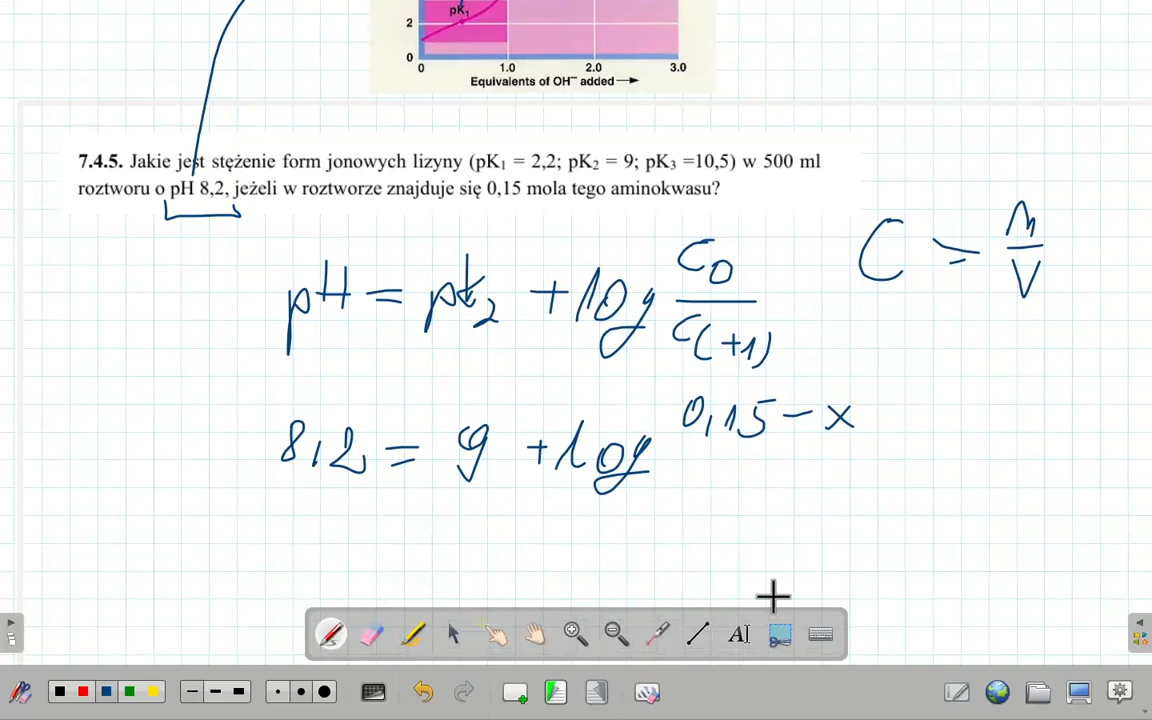 pK₁
2
0
0 1.0 2.0 3.0
Equivalents of OH⁻ added
7.4.5. Jakie jest stężenie form jonowych lizyny (pK₁ = 2,2; pK₂ = 9; pK₃ =10,5) w 500 ml
roztworu o pH 8,2, jeżeli w roztworze znajduje się 0,15 mola tego aminokwasu?
C = n/V
pH = pk₂ + log c0/c(+1)
8,2 = 9 + log 0,15 - x
AI